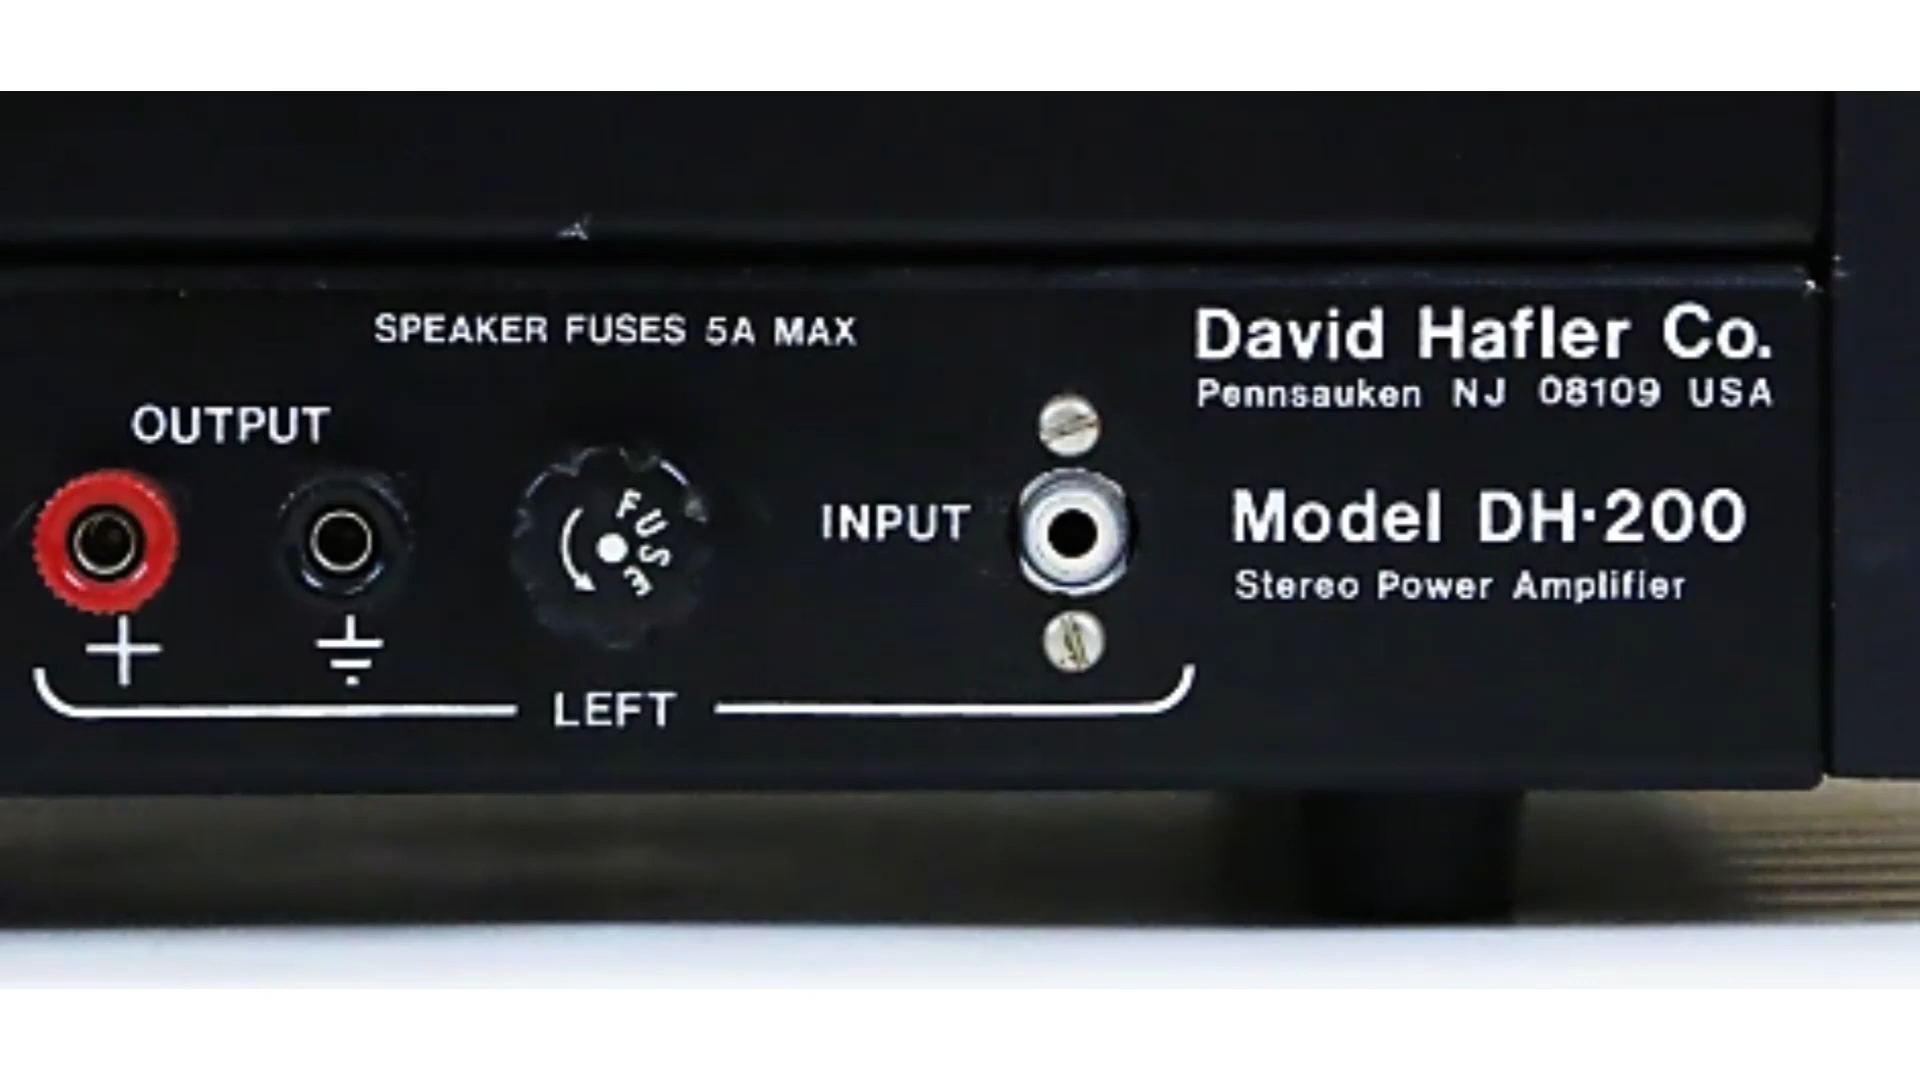 SPEAKER FUSES 5A MAX
David Hafler Co.
Pennsauken NJ 08109 USA
OUTPUT
FUSE
INPUT
Model DH·200
Stereo Power Amplifier
+
LEFT